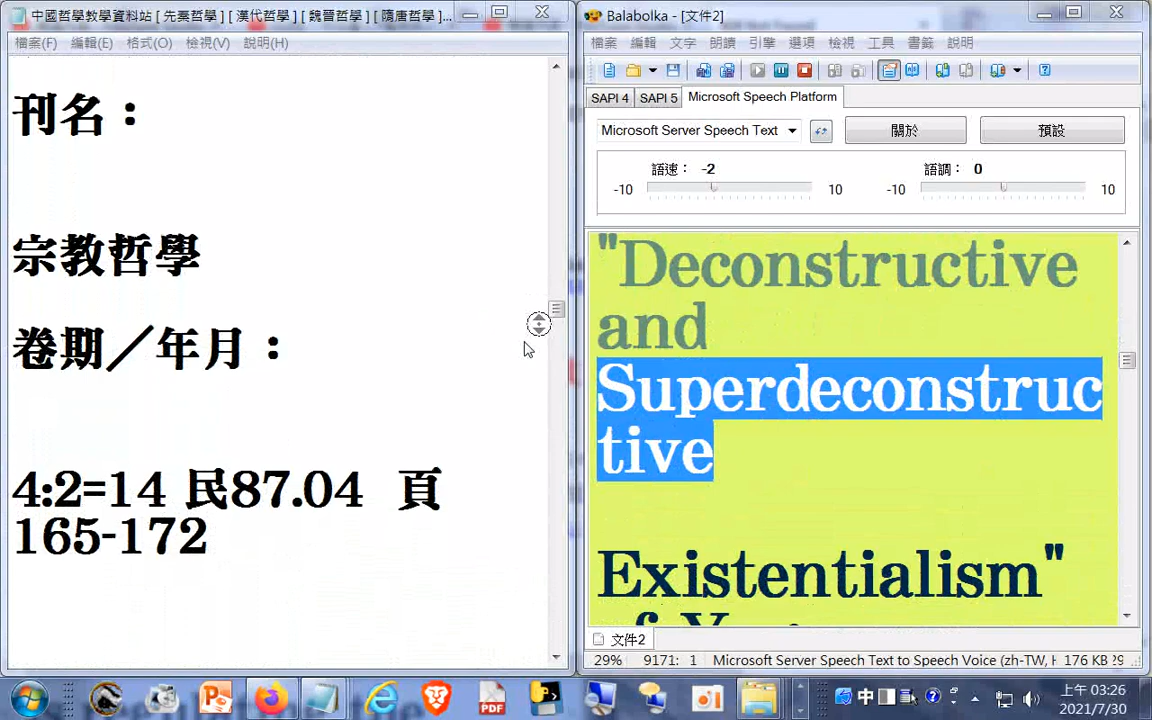 中國哲學教學資料站 [ 先秦哲學 ] [ 漢代哲學 ] [ 魏晉哲學 ] [ 隋唐哲學 ]...
檔案(F) 編輯(E) 格式(O) 檢視(V) 說明(H)
刊名：
宗教哲學
卷期／年月：
4:2=14 民87.04 頁
165-172
Balabolka - [文件2]
檔案 編輯 文字 朗讀 引擎 選項 檢視 工具 書籤 說明
SAPI 4 SAPI 5 Microsoft Speech Platform
Microsoft Server Speech Text 關於 預設
語速： -2 語調： 0
-10 10 -10 10
"Deconstructive
and
Superdeconstruc
tive
Existentialism"
文件2
29% 9171: 1 Microsoft Server Speech Text to Speech Voice (zh-TW, H 176 KB
中 上午 03:26
2021/7/30